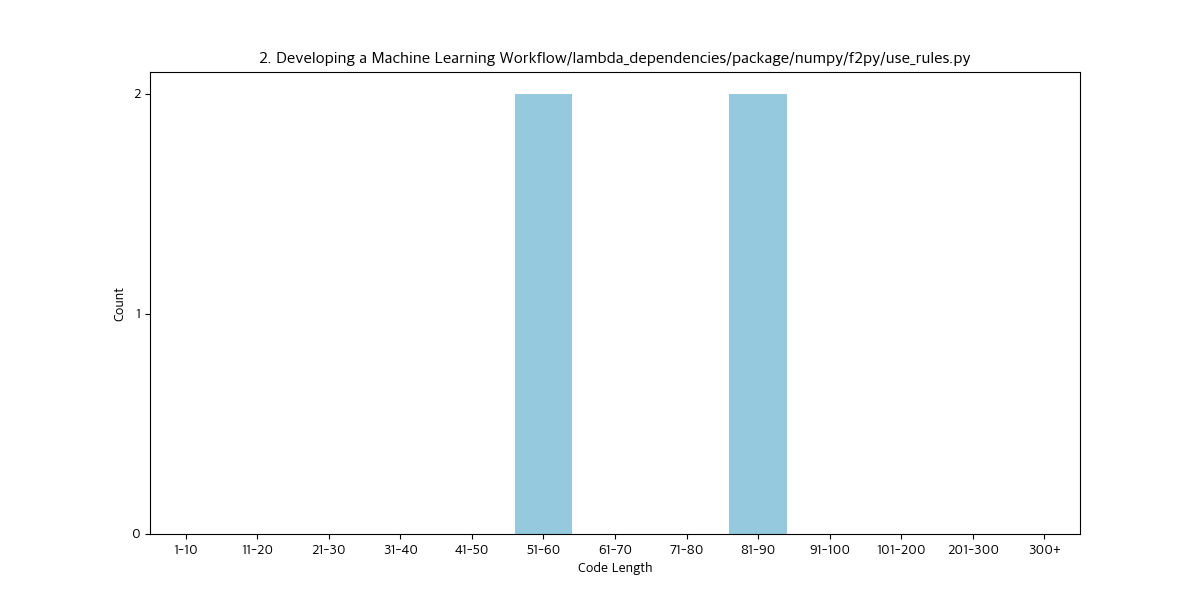 2. Developing a Machine Learning Workflow/lambda_dependencies/package/numpy/f2py/use_rules.py
2
1
0
Count
1-10 11-20 21-30 31-40 41-50 51-60 61-70 71-80 81-90 91-100 101-200 201-300 300+
Code Length